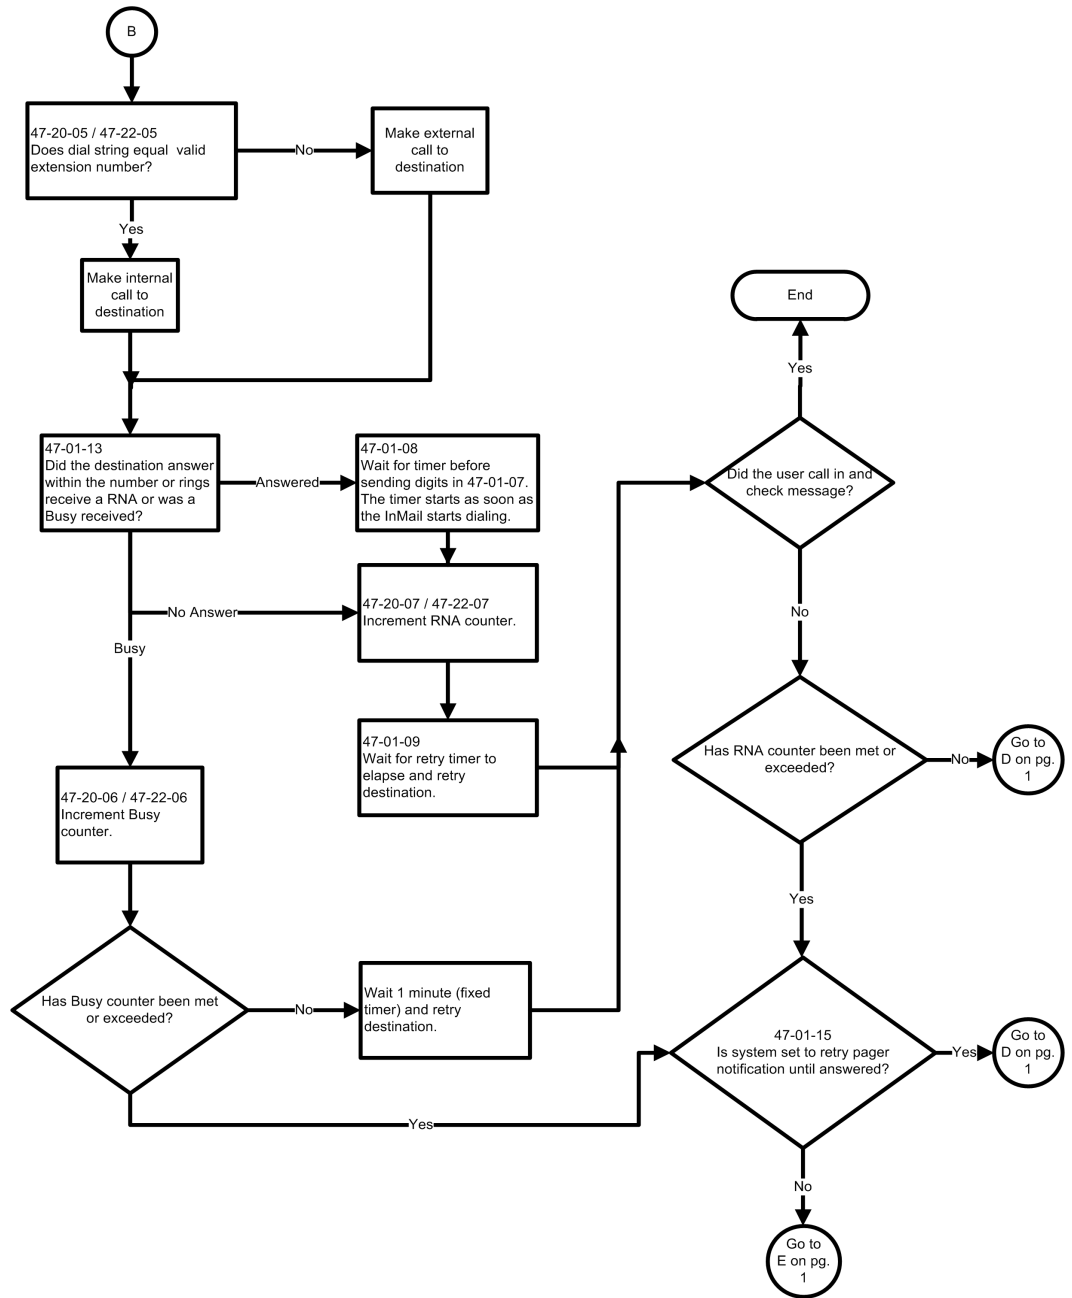 B
47-20-05 / 47-22-05
Does dial string equal  valid
extension number?
No
Make external
call to
destination
Yes
Make internal
call to
destination
47-01-13
Did the destination answer
within the number or rings
receive a RNA or was a
Busy received?
Answered
47-01-08
Wait for timer before
sending digits in 47-01-07.
The timer starts as soon as
the InMail starts dialing.
No Answer
47-20-07 / 47-22-07
Increment RNA counter.
Busy
47-01-09
Wait for retry timer to
elapse and retry
destination.
47-20-06 / 47-22-06
Increment Busy
counter.
Has Busy counter been met
or exceeded?
No
Wait 1 minute (fixed
timer) and retry
destination.
Yes
End
Yes
Did the user call in and
check message?
No
Has RNA counter been met or
exceeded?
No
Go to
D on pg.
1
Yes
47-01-15
Is system set to retry pager
notification until answered?
Yes
Go to
D on pg.
1
No
Go to
E on pg.
1